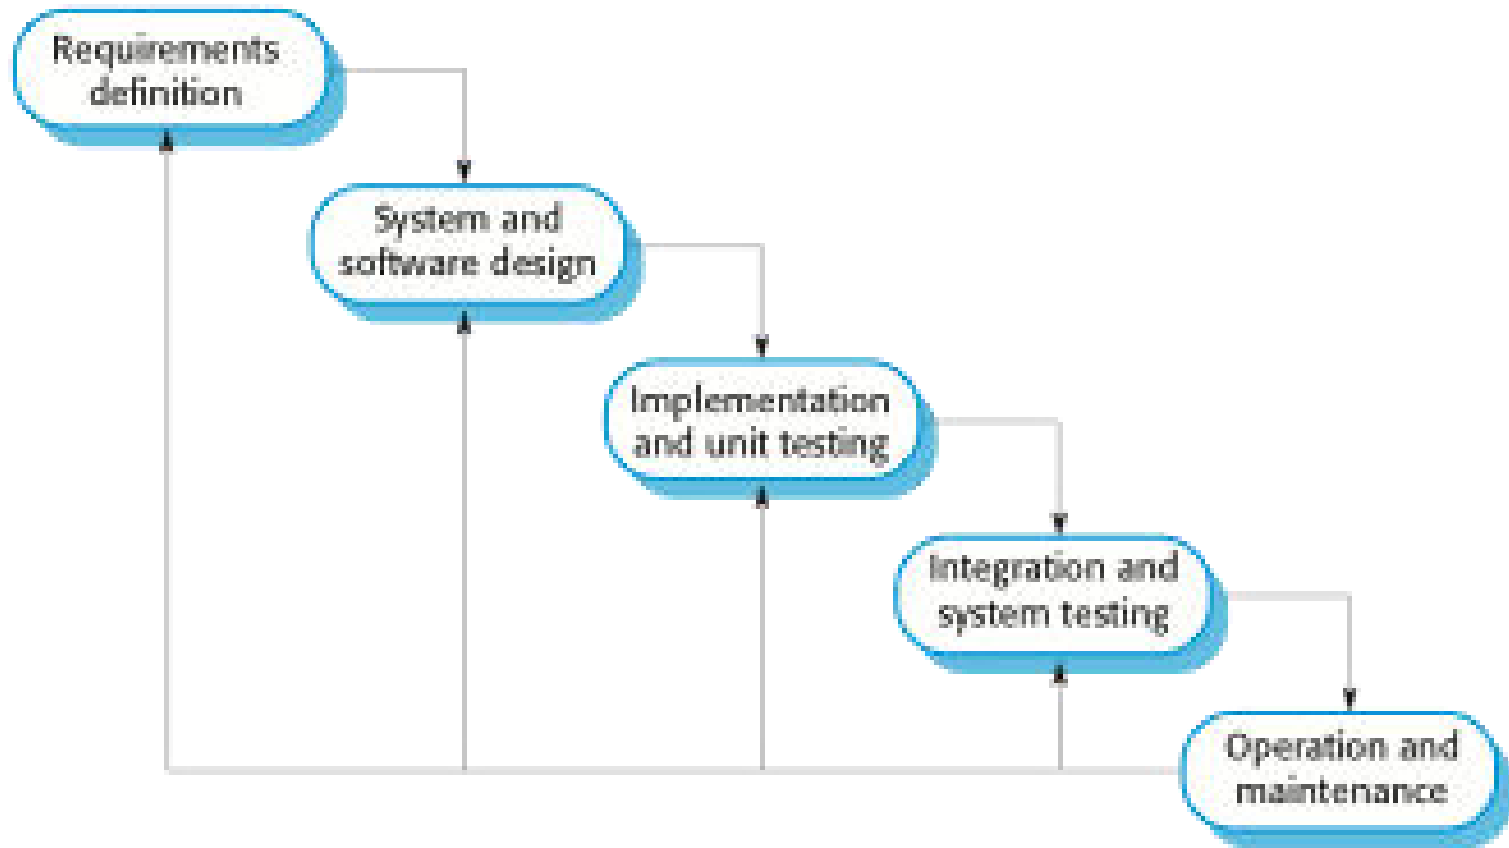 Requirements
definition
System and
software design
Implementation
and unit testing
Integration and
system testing
Operation and
maintenance